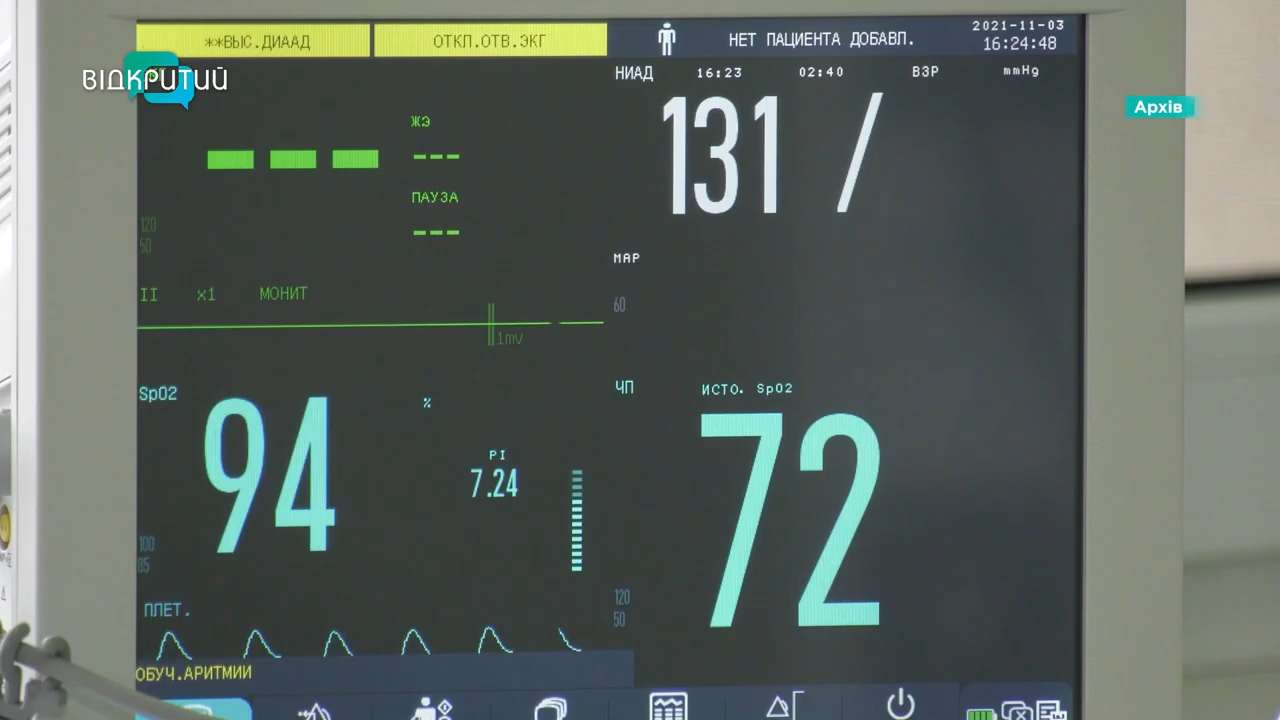 **ВЫС.ДИААД
ОТКЛ.ОТВ.ЭКГ
НЕТ ПАЦИЕНТА ДОБАВЛ.
2021-11-03
16:24:48
ВІДКРИТИЙ
Архів
НИАД 16:23 02:40 ВЗР mmHg
131 /
ЖЭ
---
---
ПАУЗА
---
120
50
МАР
60
II x1 МОНИТ
1mv
SpO2
94
%
PI
7.24
100
85
ЧП
ИСТО. SpO2
72
120
50
ПЛЕТ.
ОБУЧ.АРИТМИИ